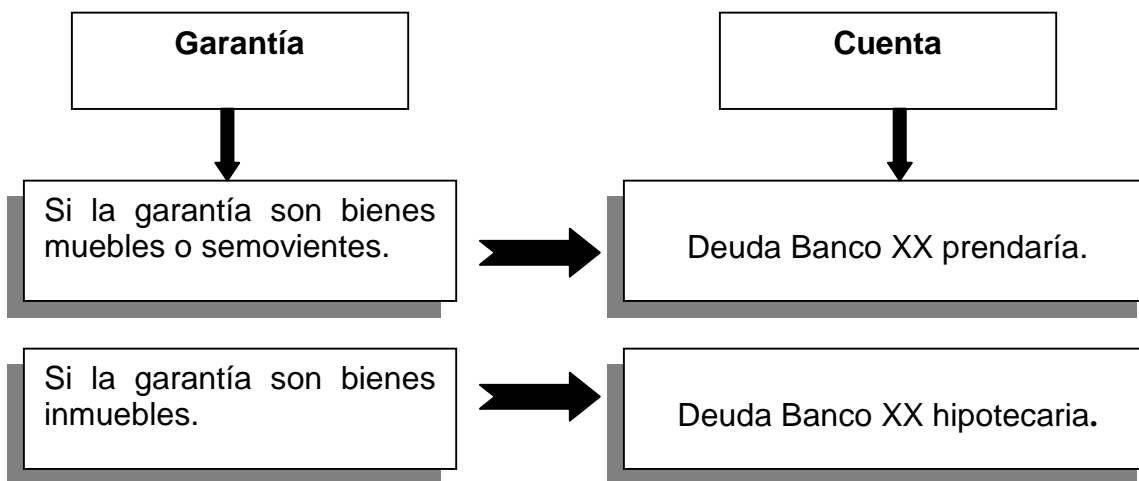 Garantía
Cuenta
Si la garantía son bienes
muebles o semovientes.
Deuda Banco XX prendaría.
Si la garantía son bienes
inmuebles.
Deuda Banco XX hipotecaria.